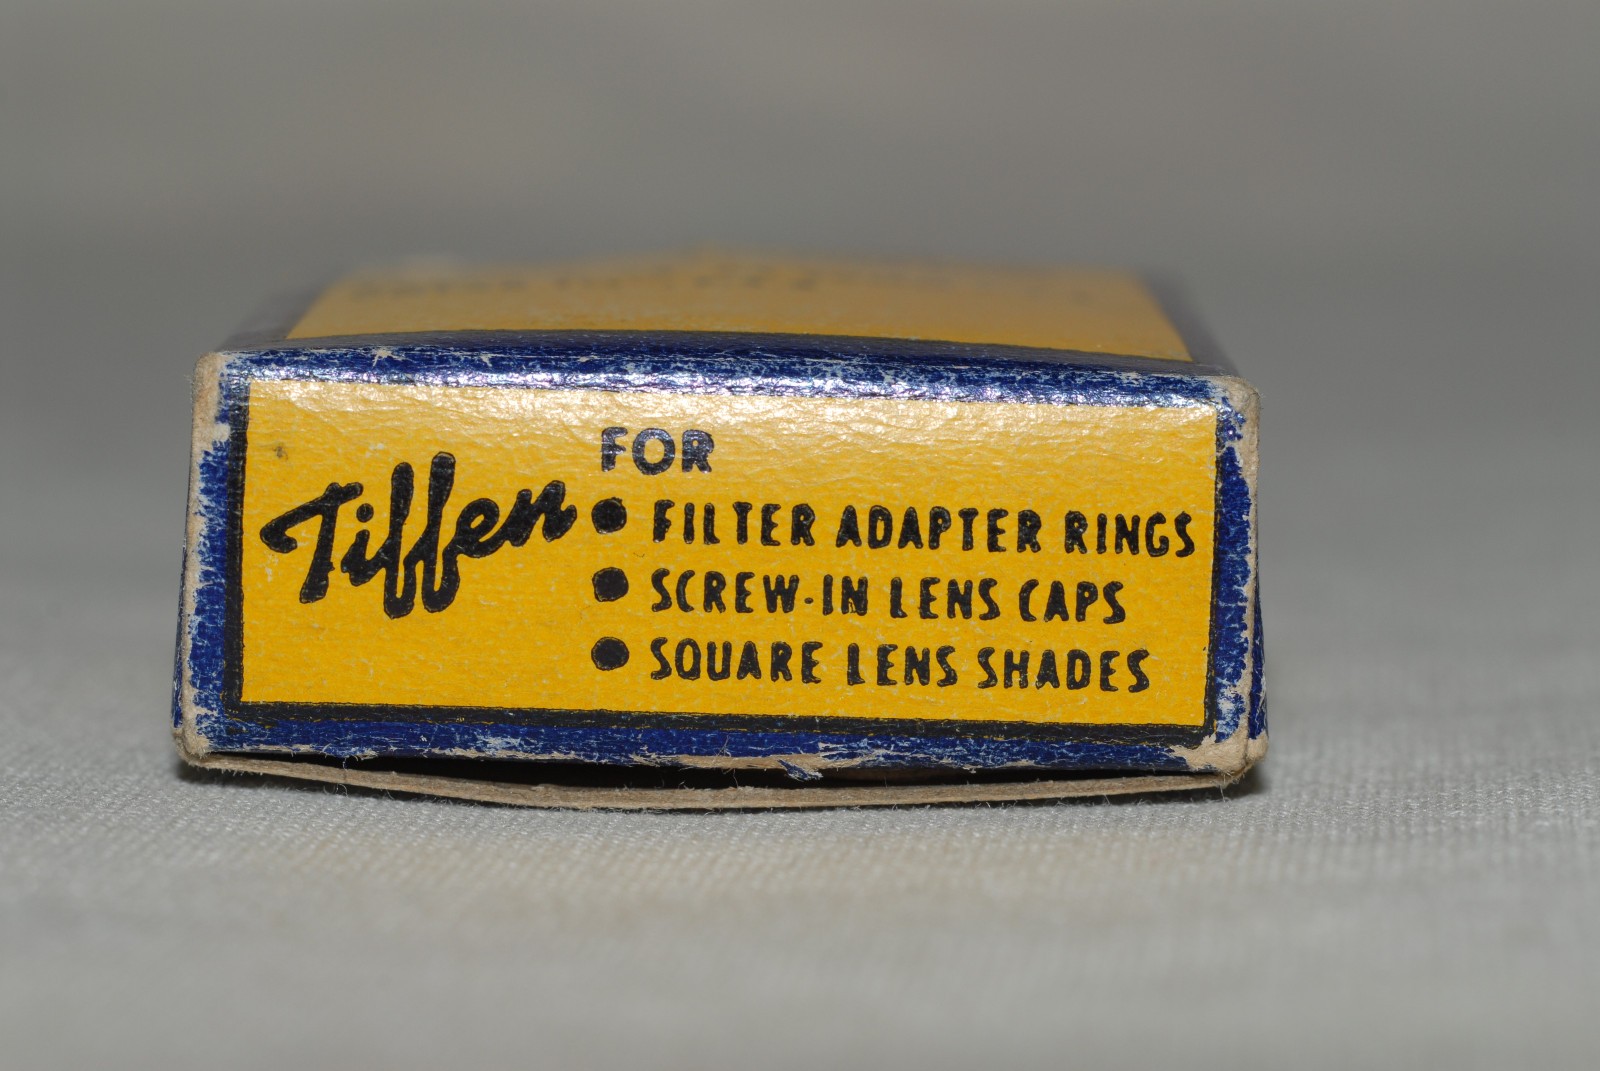 Tiffen
FOR
• FILTER ADAPTER RINGS
• SCREW-IN LENS CAPS
• SQUARE LENS SHADES